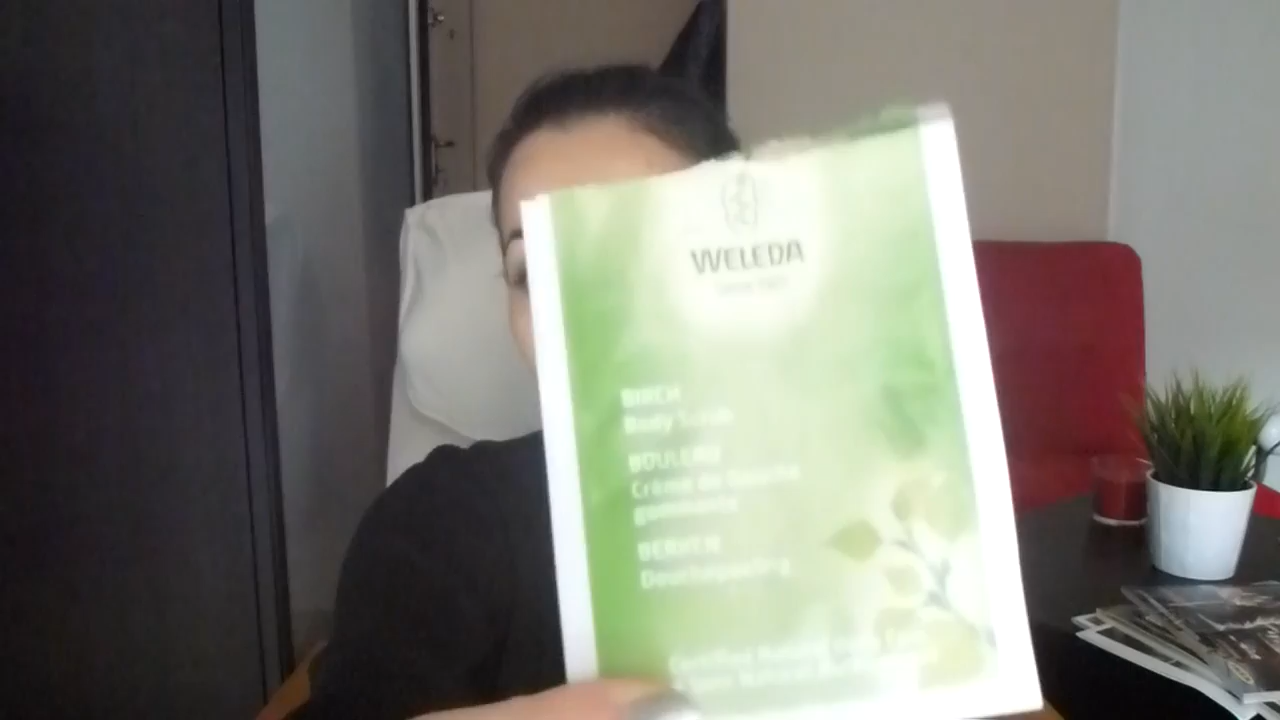 WELEDA
BIRCH
Body Scrub
BOULEAU
Crème de douche
gommante
BERKEN
Douchepeeling